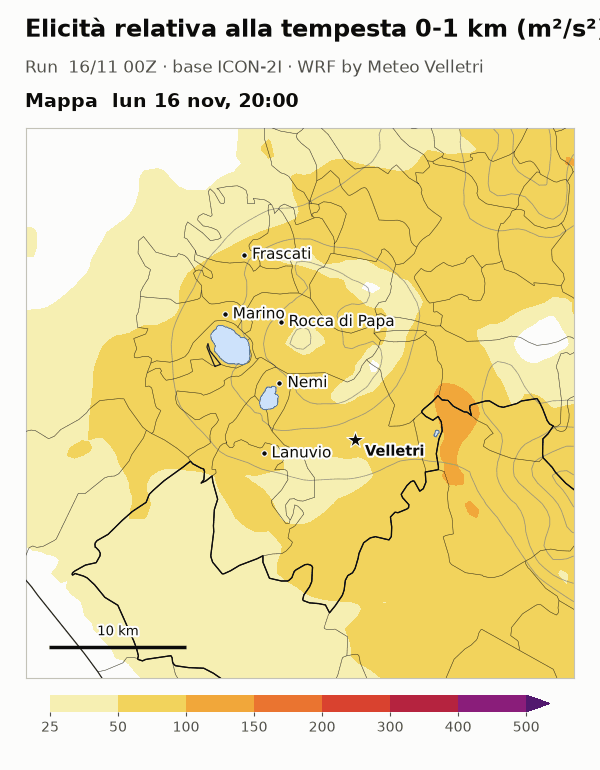 Elicità relativa alla tempesta 0-1 km (m²/s²)
Run  16/11 00Z · base ICON-2I · WRF by Meteo Velletri
Mappa  lun 16 nov, 20:00
Frascati
Marino
Rocca di Papa
Nemi
Velletri
Lanuvio
10 km
25 50 100 150 200 300 400 500